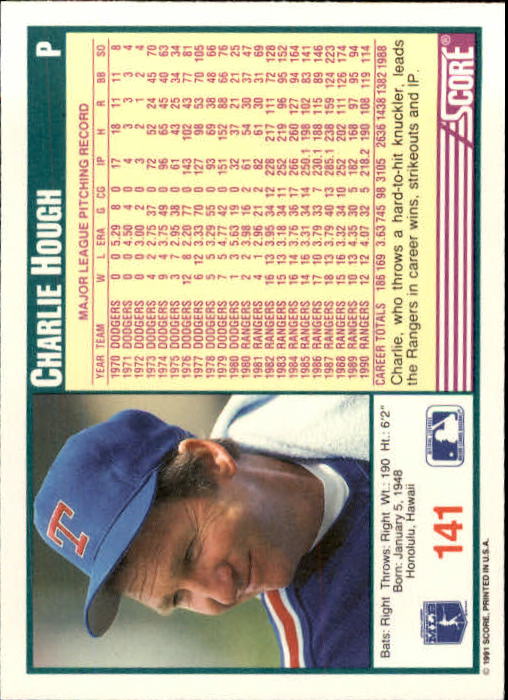 CHARLIE HOUGH P
MAJOR LEAGUE PITCHING RECORD
YEAR TEAM W L ERA G CG IP H R BB SO
1970 DODGERS 0 0 5.29 8 0 17 18 11 11 8
1971 DODGERS 0 0 4.50 4 0 4 3 3 3 4
1972 DODGERS 0 0 3.00 2 0 3 2 1 2 4
1973 DODGERS 4 2 2.75 37 0 72 52 24 45 70
1974 DODGERS 9 4 3.75 49 0 96 65 45 40 63
1975 DODGERS 3 7 2.95 38 0 61 43 25 34 34
1976 DODGERS 12 8 2.20 77 0 143 102 43 77 81
1977 DODGERS 6 12 3.33 70 1 127 98 53 70 105
1978 DODGERS 5 5 3.29 55 0 93 69 38 48 66
1979 DODGERS 7 5 4.77 42 0 151 152 88 66 76
1980 DODGERS 1 3 5.63 19 1 32 37 21 21 25
1980 RANGERS 2 2 3.98 16 2 61 54 30 37 47
1981 RANGERS 4 1 2.96 21 2 82 61 30 31 69
1982 RANGERS 16 13 3.95 34 12 228 217 111 72 128
1983 RANGERS 15 13 3.18 34 11 252 219 96 95 152
1984 RANGERS 16 14 3.76 36 17 266 260 127 94 164
1985 RANGERS 14 16 3.31 34 14 250.1 198 102 83 141
1986 RANGERS 17 10 3.79 33 7 230.1 188 115 89 146
1987 RANGERS 18 13 3.79 40 13 285.1 238 159 124 223
1988 RANGERS 15 16 3.32 34 10 252 202 111 126 174
1989 RANGERS 10 13 4.35 30 5 182 168 97 95 94
1990 RANGERS 12 12 4.07 32 5 218.2 190 108 119 114
CAREER TOTALS 186 169 3.63 745 98 3105 2636 1438 1382 1988
Charlie, who throws a hard-to-hit knuckler, leads
the Rangers in career wins, strikeouts and IP.
SCORE®
T
Bats: Right Throws: Right Wt.: 190 Ht.: 6'2"
Born: January 5, 1948
Honolulu, Hawaii
141
© 1991 SCORE, PRINTED IN U.S.A.